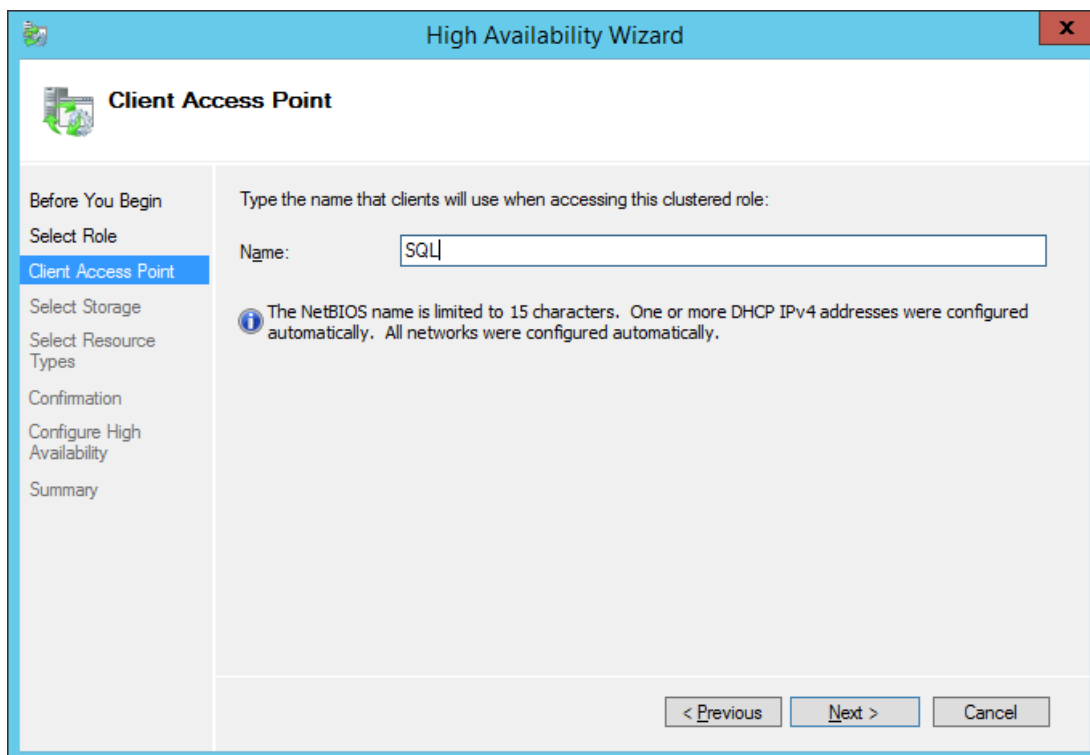 High Availability Wizard
x
Client Access Point
Before You Begin
Select Role
Client Access Point
Select Storage
Select Resource
Types
Confirmation
Configure High
Availability
Summary
Type the name that clients will use when accessing this clustered role:
Name: SQL
The NetBIOS name is limited to 15 characters. One or more DHCP IPv4 addresses were configured
automatically. All networks were configured automatically.
< Previous Next > Cancel